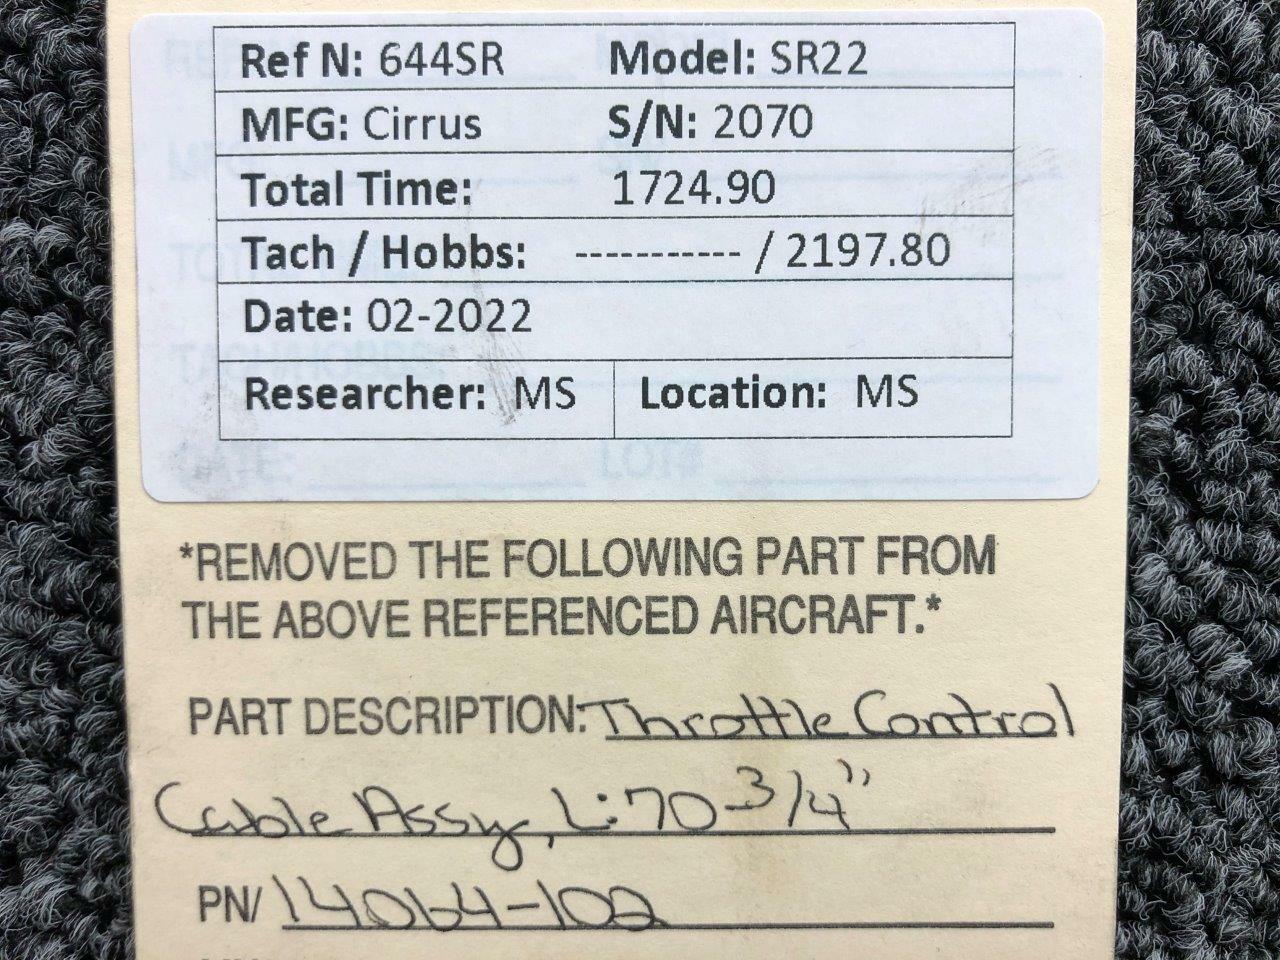 Ref N: 644SR Model: SR22
MFG: Cirrus S/N: 2070
Total Time: 1724.90
Tach / Hobbs: ----------- / 2197.80
Date: 02-2022
Researcher: MS Location: MS
*REMOVED THE FOLLOWING PART FROM
THE ABOVE REFERENCED AIRCRAFT.*
PART DESCRIPTION: Throttle Control
Cable Assy, L: 70-3/4"
PN/ 14064-102